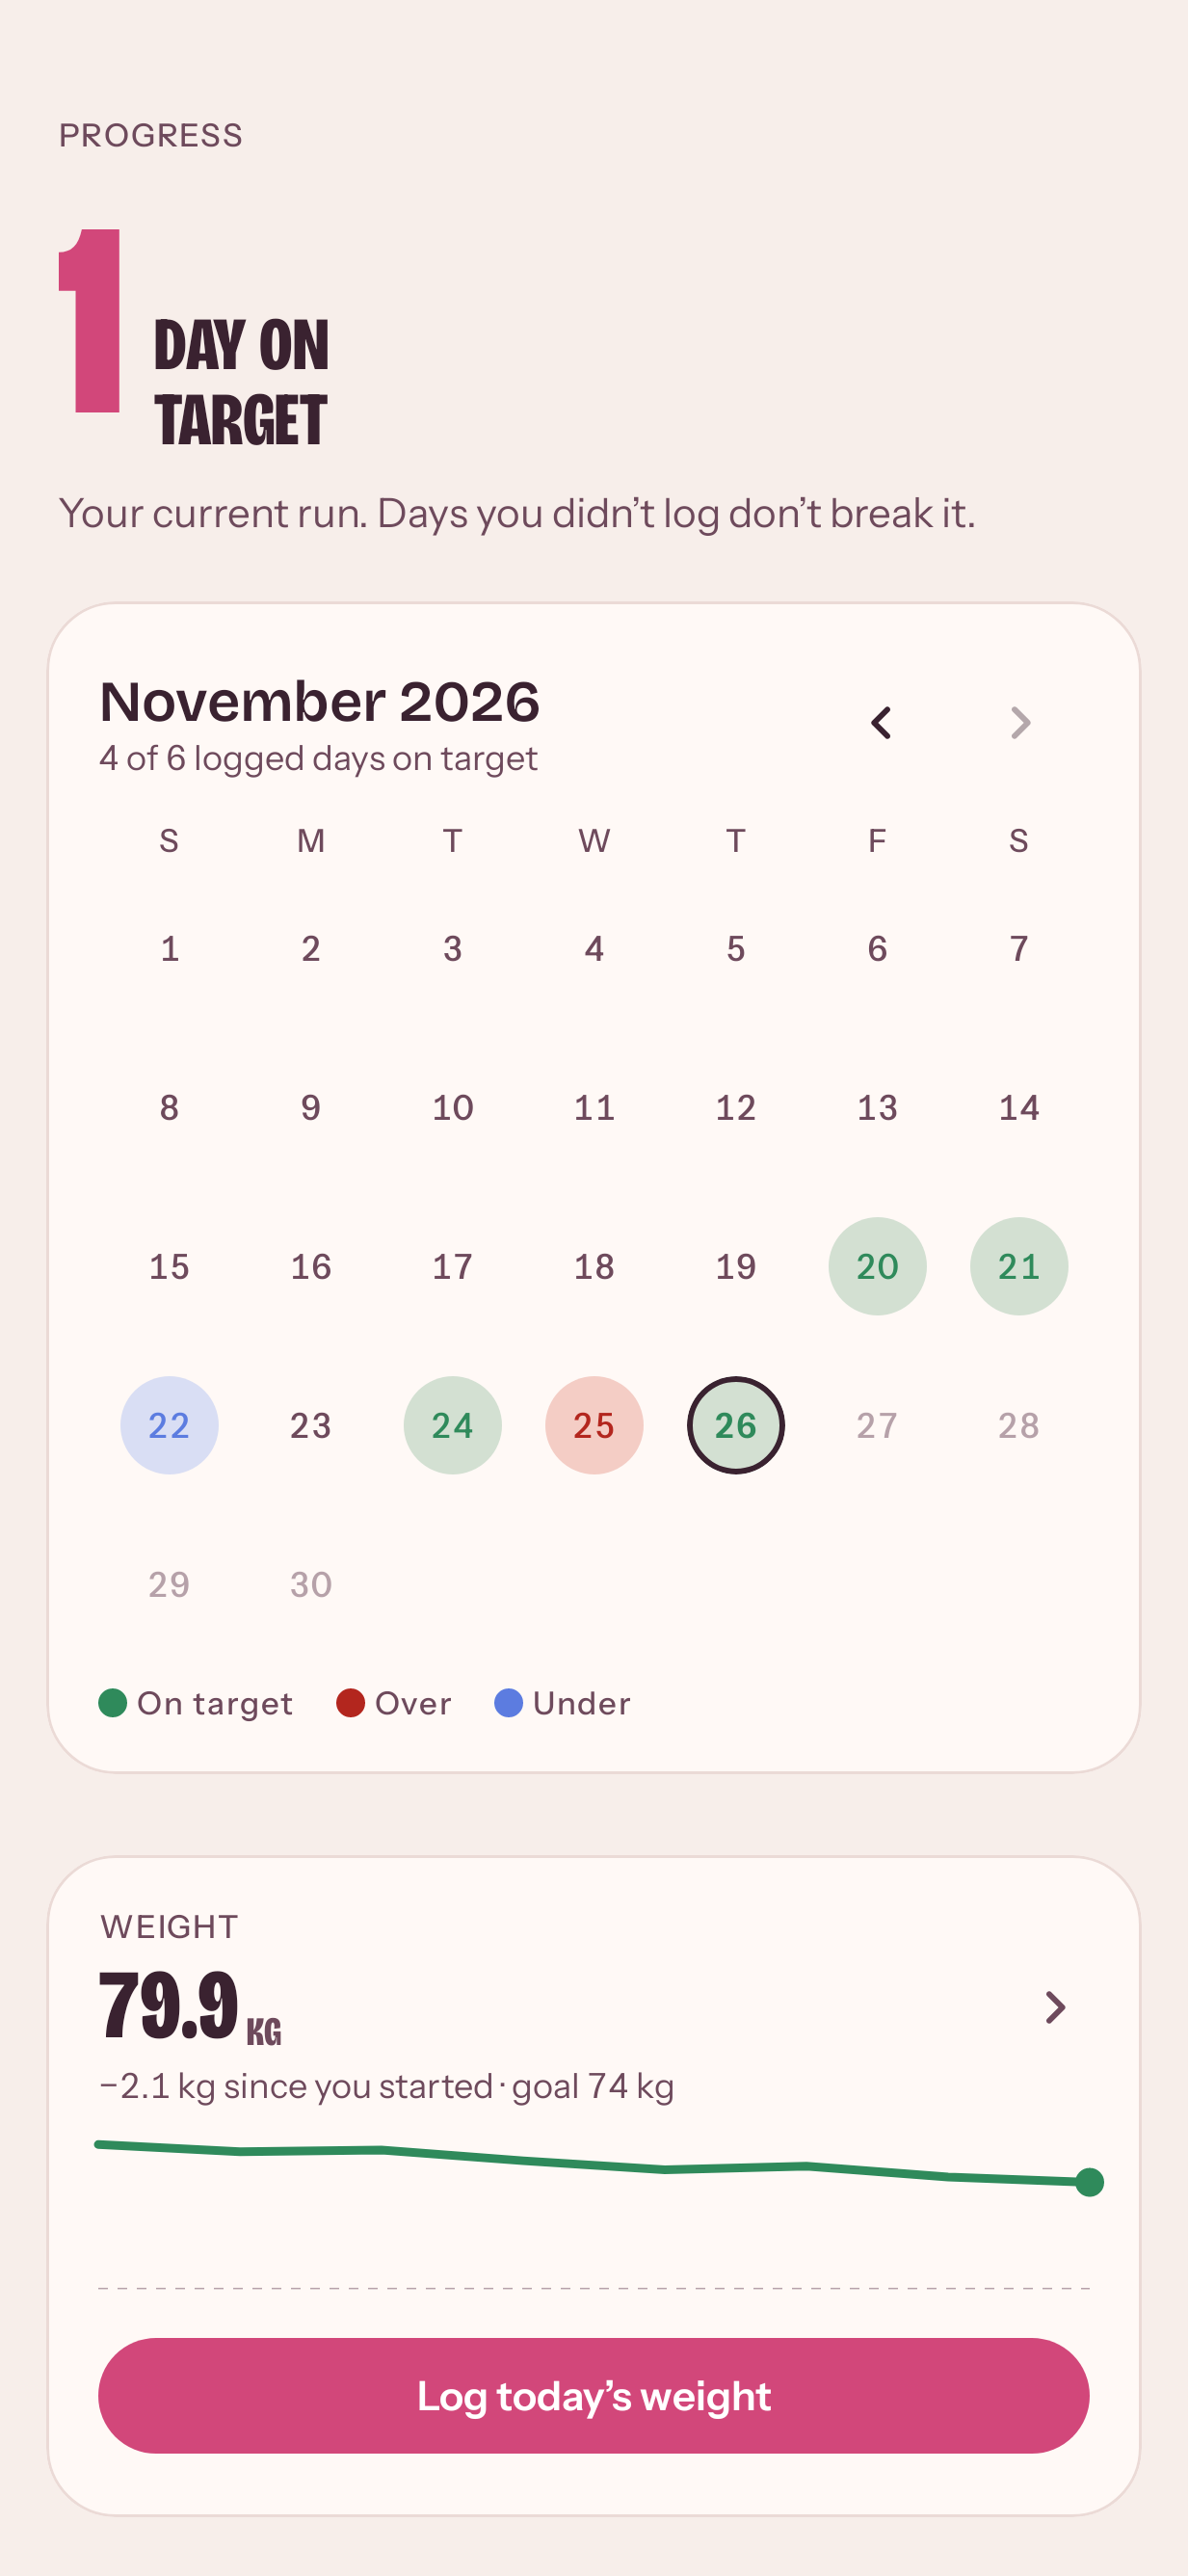 PROGRESS
1 DAY ON
TARGET
Your current run. Days you didn’t log don’t break it.
November 2026
4 of 6 logged days on target
S M T W T F S
1 2 3 4 5 6 7
8 9 10 11 12 13 14
15 16 17 18 19 20 21
22 23 24 25 26 27 28
29 30
On target Over Under
WEIGHT
79.9 KG
−2.1 kg since you started · goal 74 kg
Log today’s weight